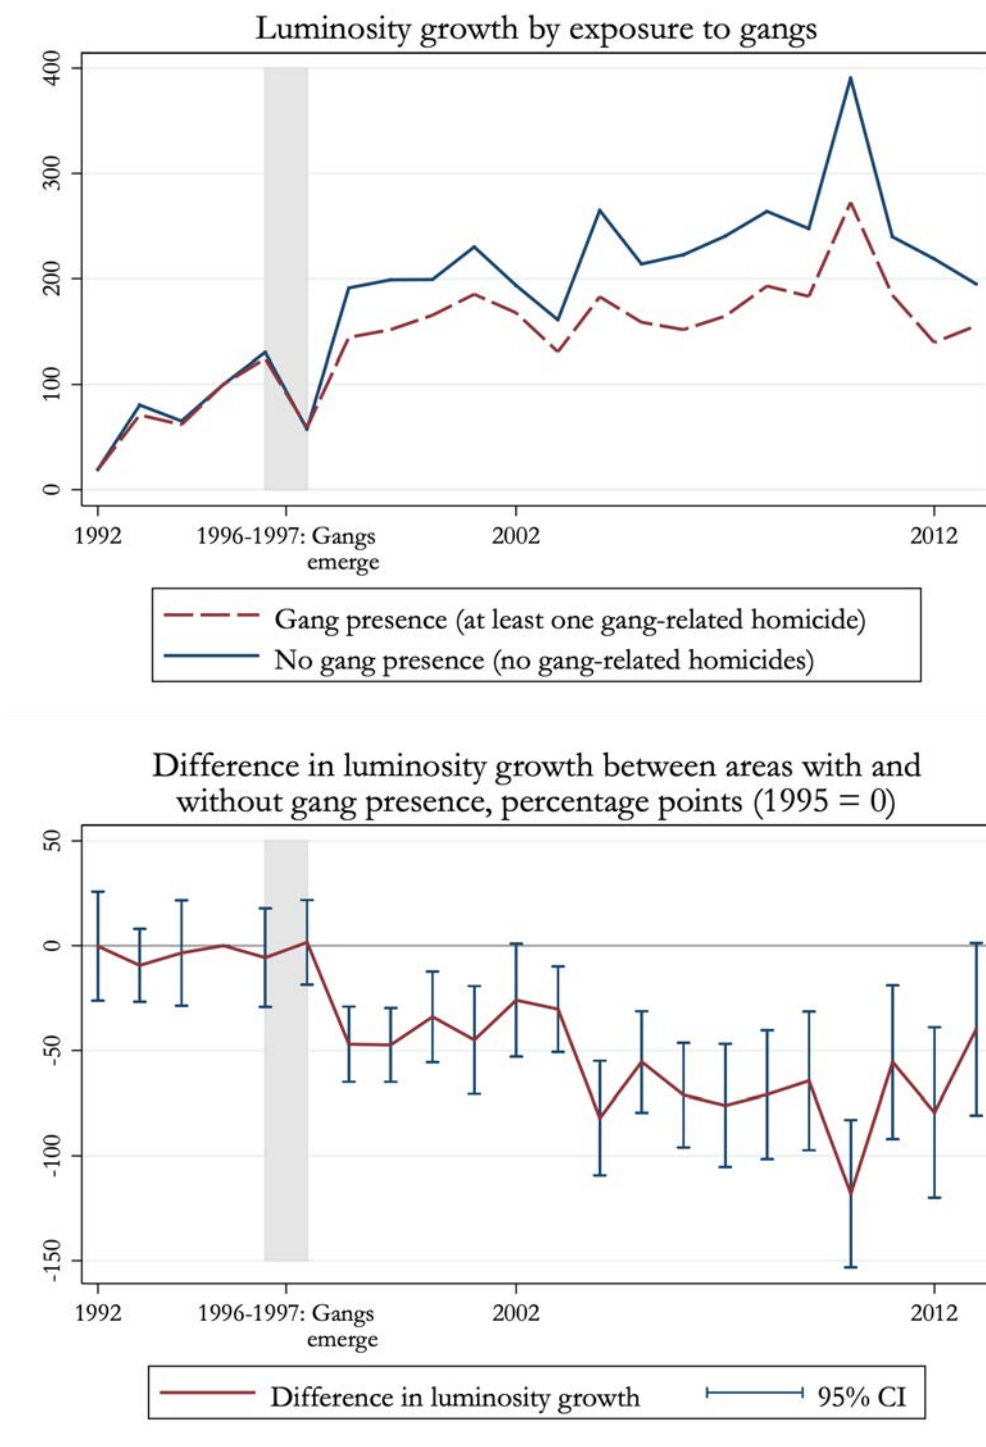 Luminosity growth by exposure to gangs
400
300
200
100
0
1992
1996-1997: Gangs
emerge
2002
2012
Gang presence (at least one gang-related homicide)
No gang presence (no gang-related homicides)
Difference in luminosity growth between areas with and
without gang presence, percentage points (1995 = 0)
50
0
-50
-100
-150
1992
1996-1997: Gangs
emerge
2002
2012
Difference in luminosity growth
95% CI